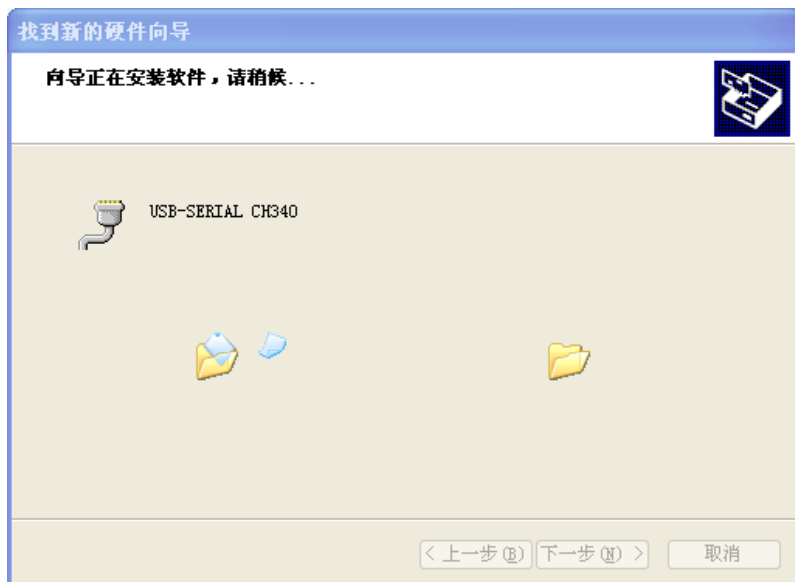 找到新的硬件向导
向导正在安装软件，请稍候...
USB-SERIAL CH340
< 上一步(B) 下一步(N) > 取消